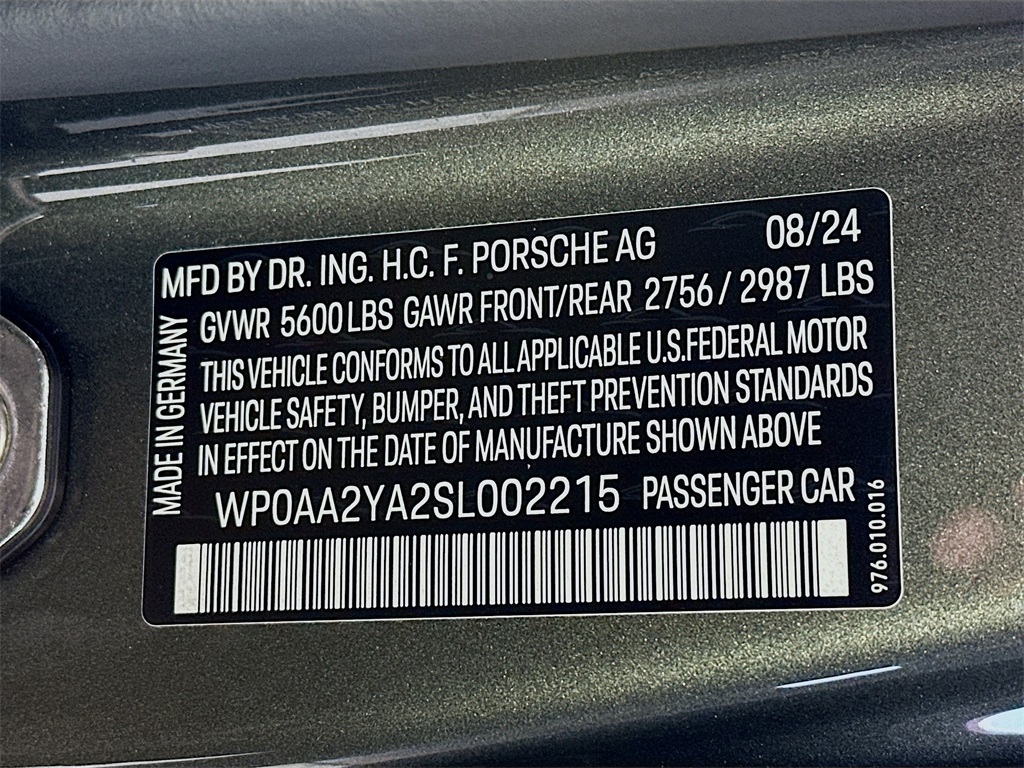 MFD BY DR. ING. H.C. F. PORSCHE AG 08/24
GVWR 5600 LBS GAWR FRONT/REAR 2756 / 2987 LBS
THIS VEHICLE CONFORMS TO ALL APPLICABLE U.S.FEDERAL MOTOR
VEHICLE SAFETY, BUMPER, AND THEFT PREVENTION STANDARDS
IN EFFECT ON THE DATE OF MANUFACTURE SHOWN ABOVE
WP0AA2YA2SL002215 PASSENGER CAR
MADE IN GERMANY
976.010.016